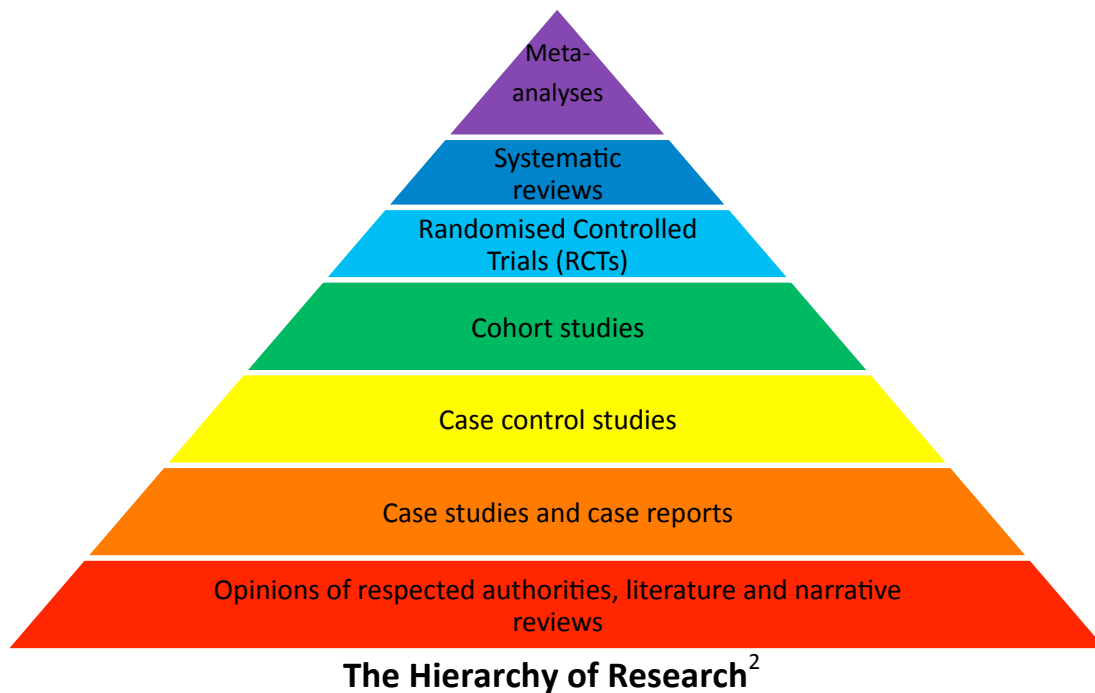 Meta-
analyses
Systematic
reviews
Randomised Controlled
Trials (RCTs)
Cohort studies
Case control studies
Case studies and case reports
Opinions of respected authorities, literature and narrative
reviews
The Hierarchy of Research²